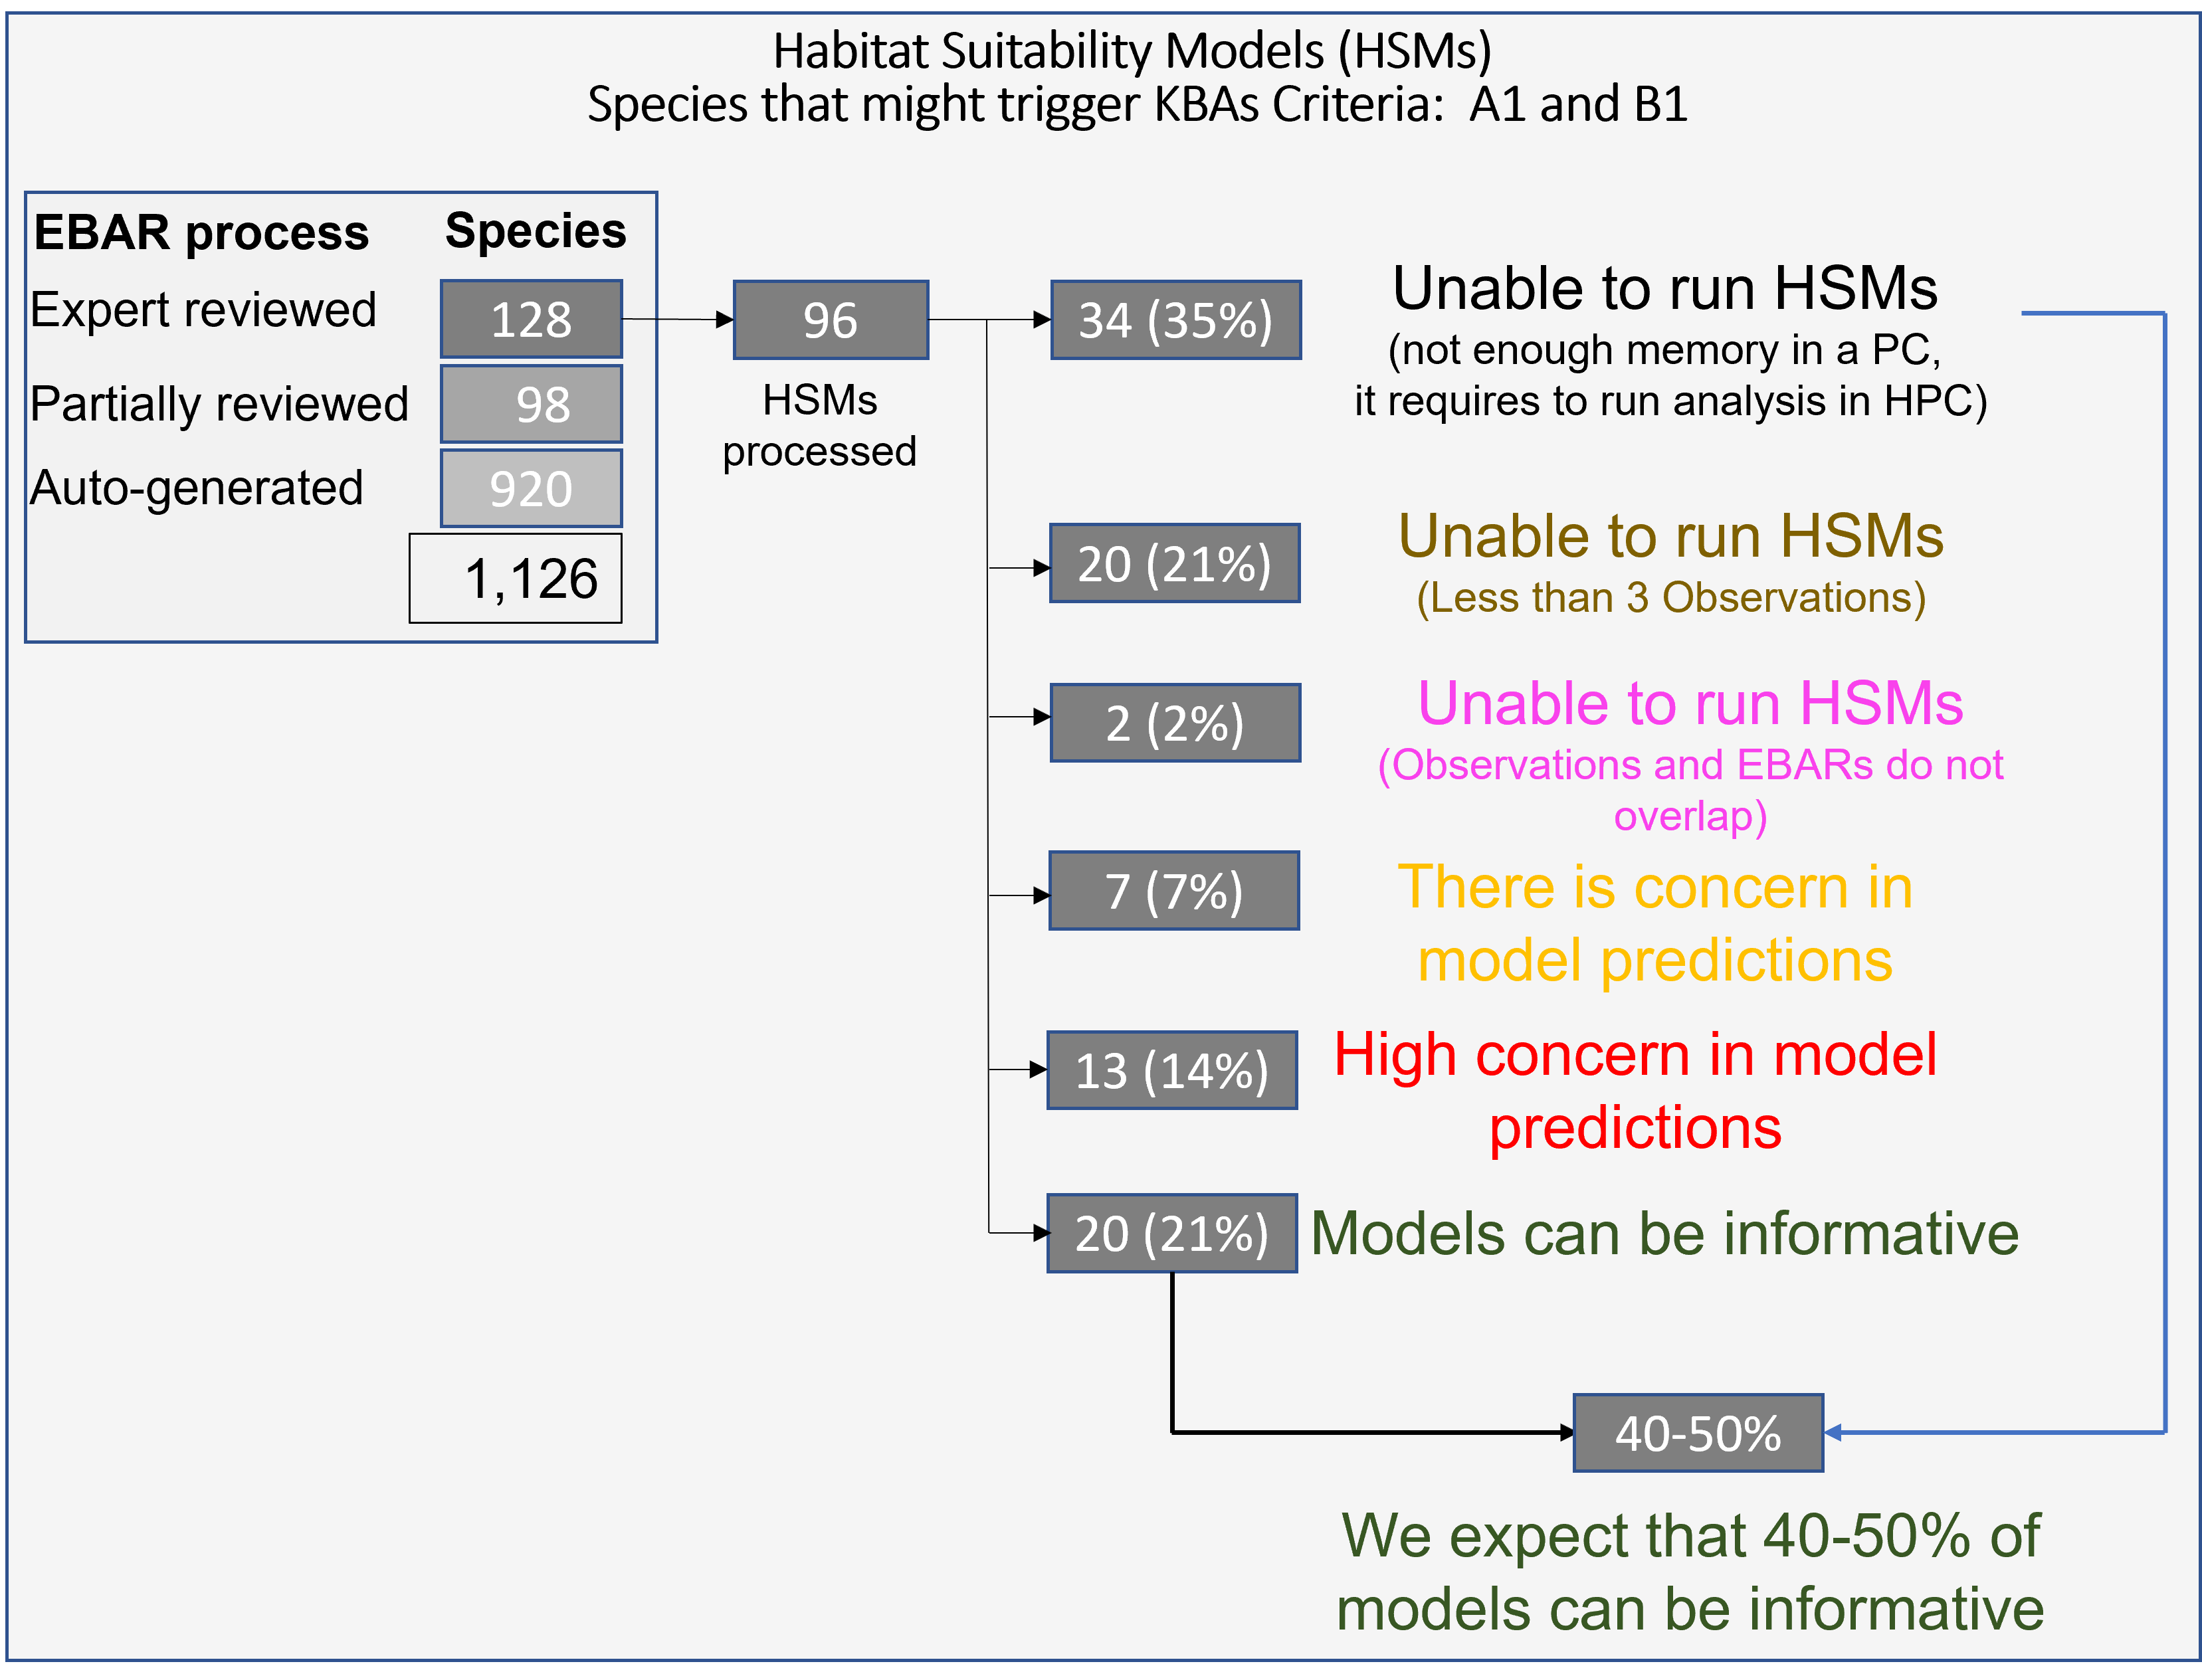 Habitat Suitability Models (HSMs)
Species that might trigger KBAs Criteria:  A1 and B1
EBAR process Species
Expert reviewed 128
Partially reviewed 98
Auto-generated 920
1,126
96
HSMs
processed
34 (35%)
Unable to run HSMs
(not enough memory in a PC,
it requires to run analysis in HPC)
20 (21%)
Unable to run HSMs
(Less than 3 Observations)
2 (2%)
Unable to run HSMs
(Observations and EBARs do not
overlap)
7 (7%)
There is concern in
model predictions
13 (14%)
High concern in model
predictions
20 (21%)
Models can be informative
40-50%
We expect that 40-50% of
models can be informative